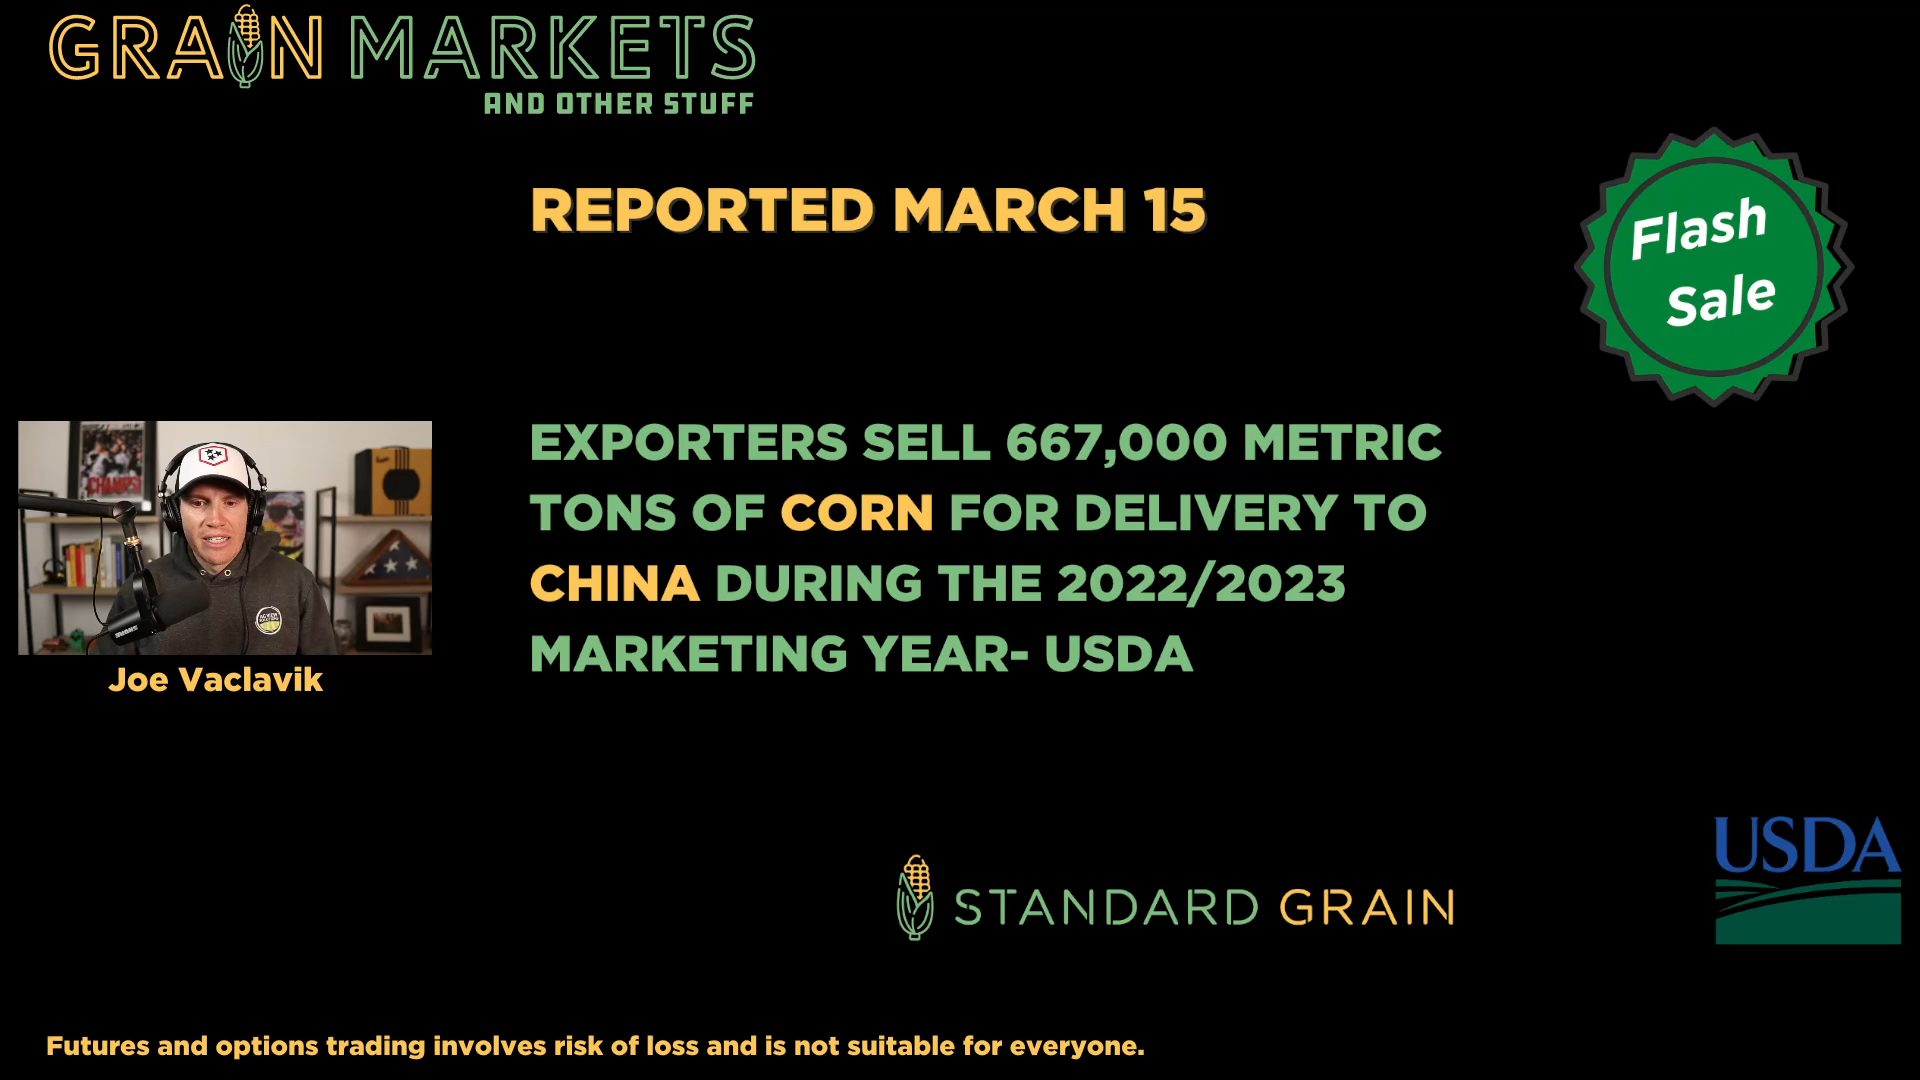 GRAIN MARKETS
AND OTHER STUFF
REPORTED MARCH 15
Flash
Sale
EXPORTERS SELL 667,000 METRIC
TONS OF CORN FOR DELIVERY TO
CHINA DURING THE 2022/2023
MARKETING YEAR- USDA
CHAMPS!
SHURE
Joe Vaclavik
STANDARD GRAIN
USDA
Futures and options trading involves risk of loss and is not suitable for everyone.